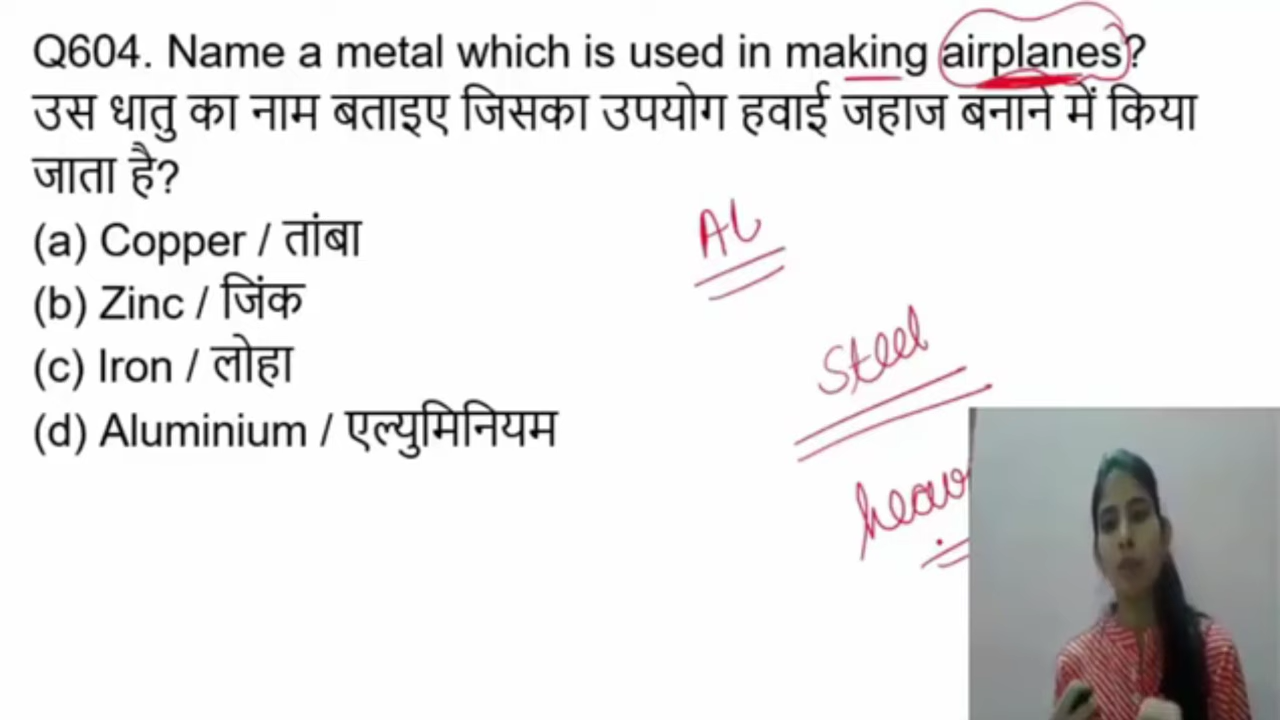 Q604. Name a metal which is used in making airplanes?
उस धातु का नाम बताइए जिसका उपयोग हवाई जहाज बनाने में किया
जाता है?
(a) Copper / तांबा
(b) Zinc / जिंक
(c) Iron / लोहा
(d) Aluminium / एल्युमिनियम
Al
Steel